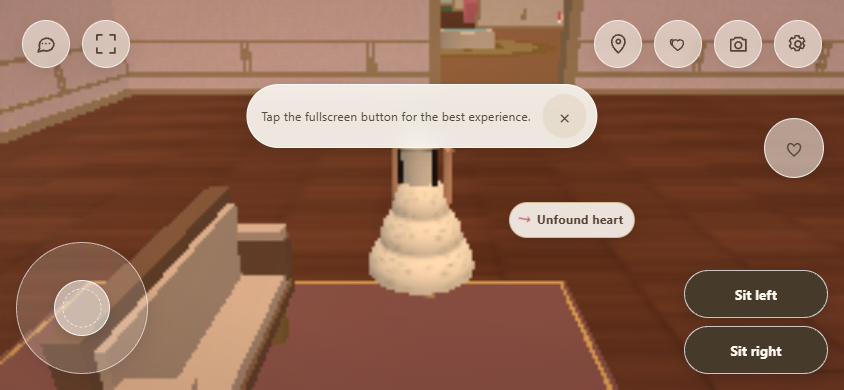 Tap the fullscreen button for the best experience.
Unfound heart
Sit left
Sit right